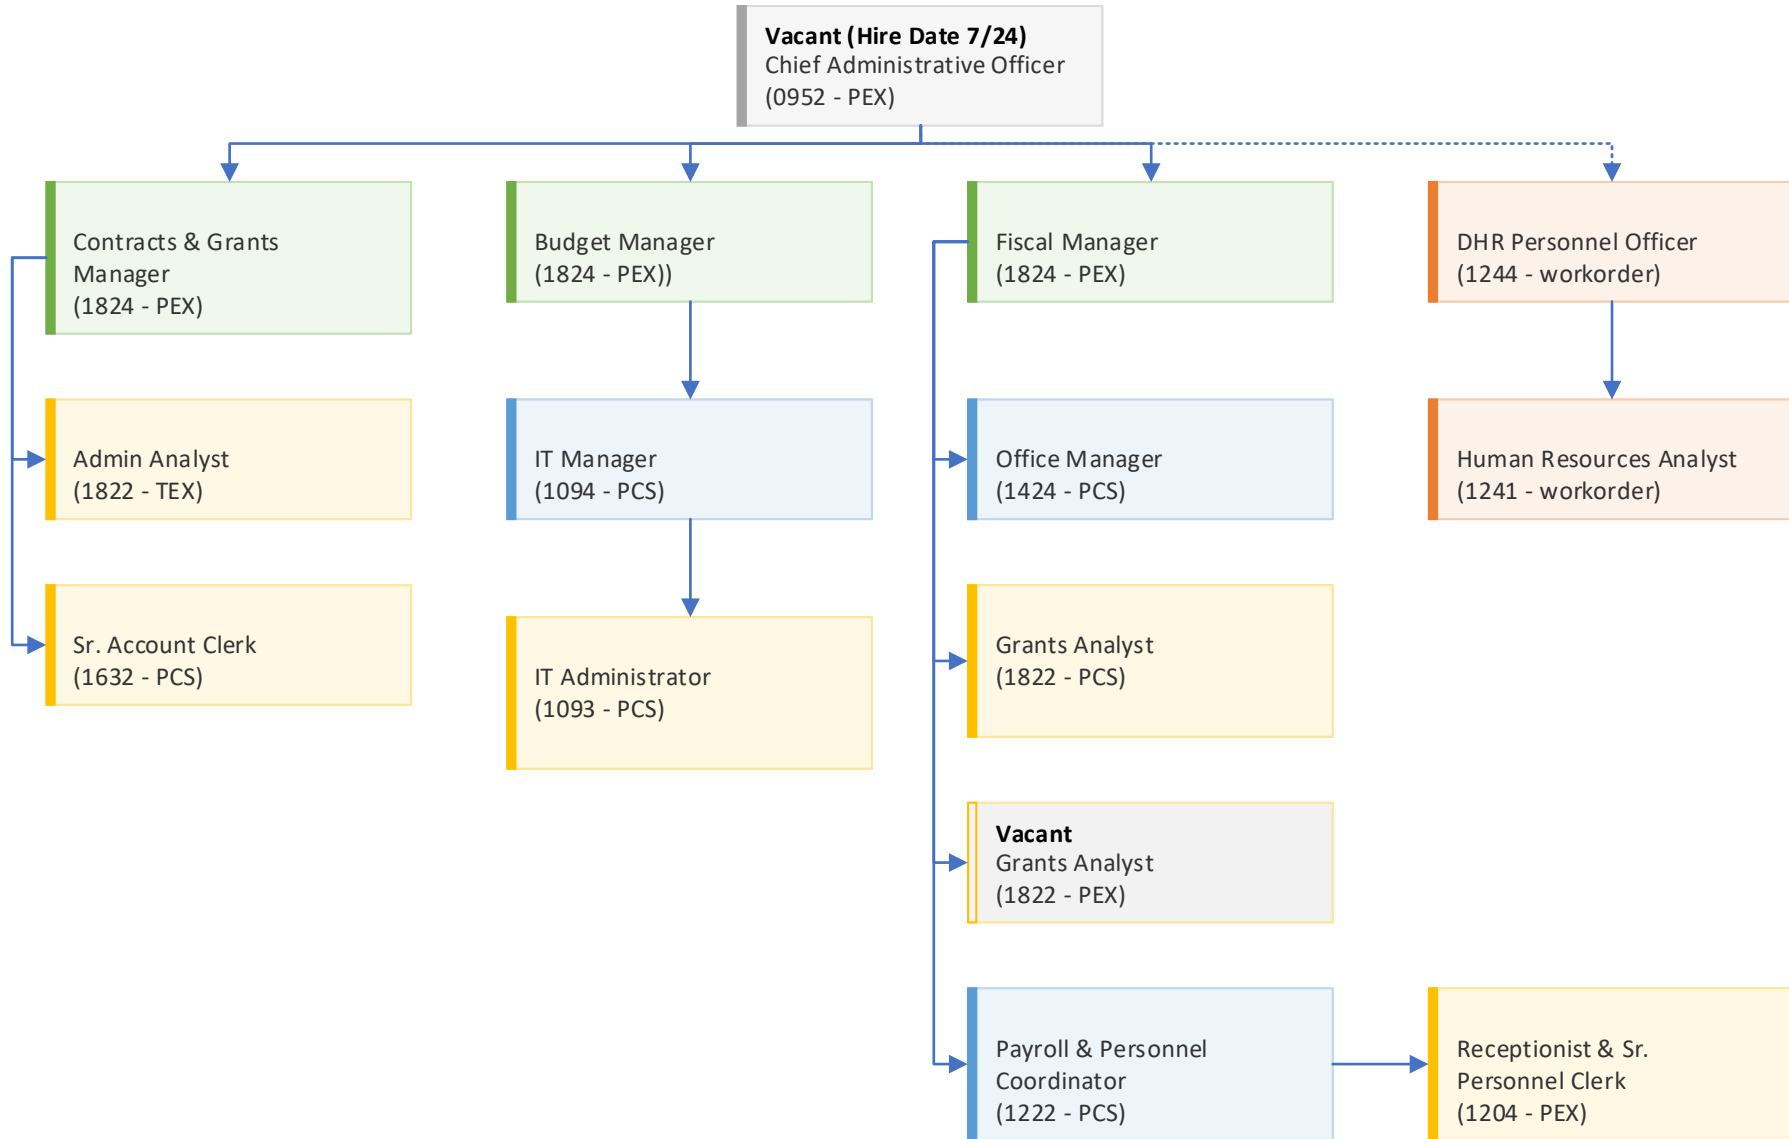 Vacant (Hire Date 7/24)
Chief Administrative Officer
(0952 - PEX)
Contracts & Grants
Manager
(1824 - PEX)
Budget Manager
(1824 - PEX))
Fiscal Manager
(1824 - PEX)
DHR Personnel Officer
(1244 - workorder)
Admin Analyst
(1822 - TEX)
IT Manager
(1094 - PCS)
Office Manager
(1424 - PCS)
Human Resources Analyst
(1241 - workorder)
Sr. Account Clerk
(1632 - PCS)
IT Administrator
(1093 - PCS)
Grants Analyst
(1822 - PCS)
Vacant
Grants Analyst
(1822 - PEX)
Payroll & Personnel
Coordinator
(1222 - PCS)
Receptionist & Sr.
Personnel Clerk
(1204 - PEX)